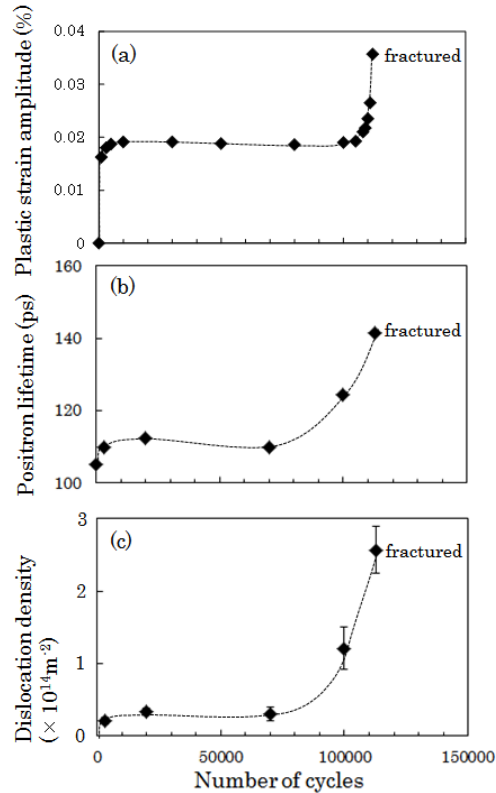 0.04
(a)
fractured
0.03
0.02
0.01
0
Plastic strain amplitude (%)
160
(b)
140
fractured
120
100
Positron lifetime (ps)
3
(c)
fractured
2
1
0
Dislocation density
(× 10¹⁴m⁻²)
0 50000 100000 150000
Number of cycles